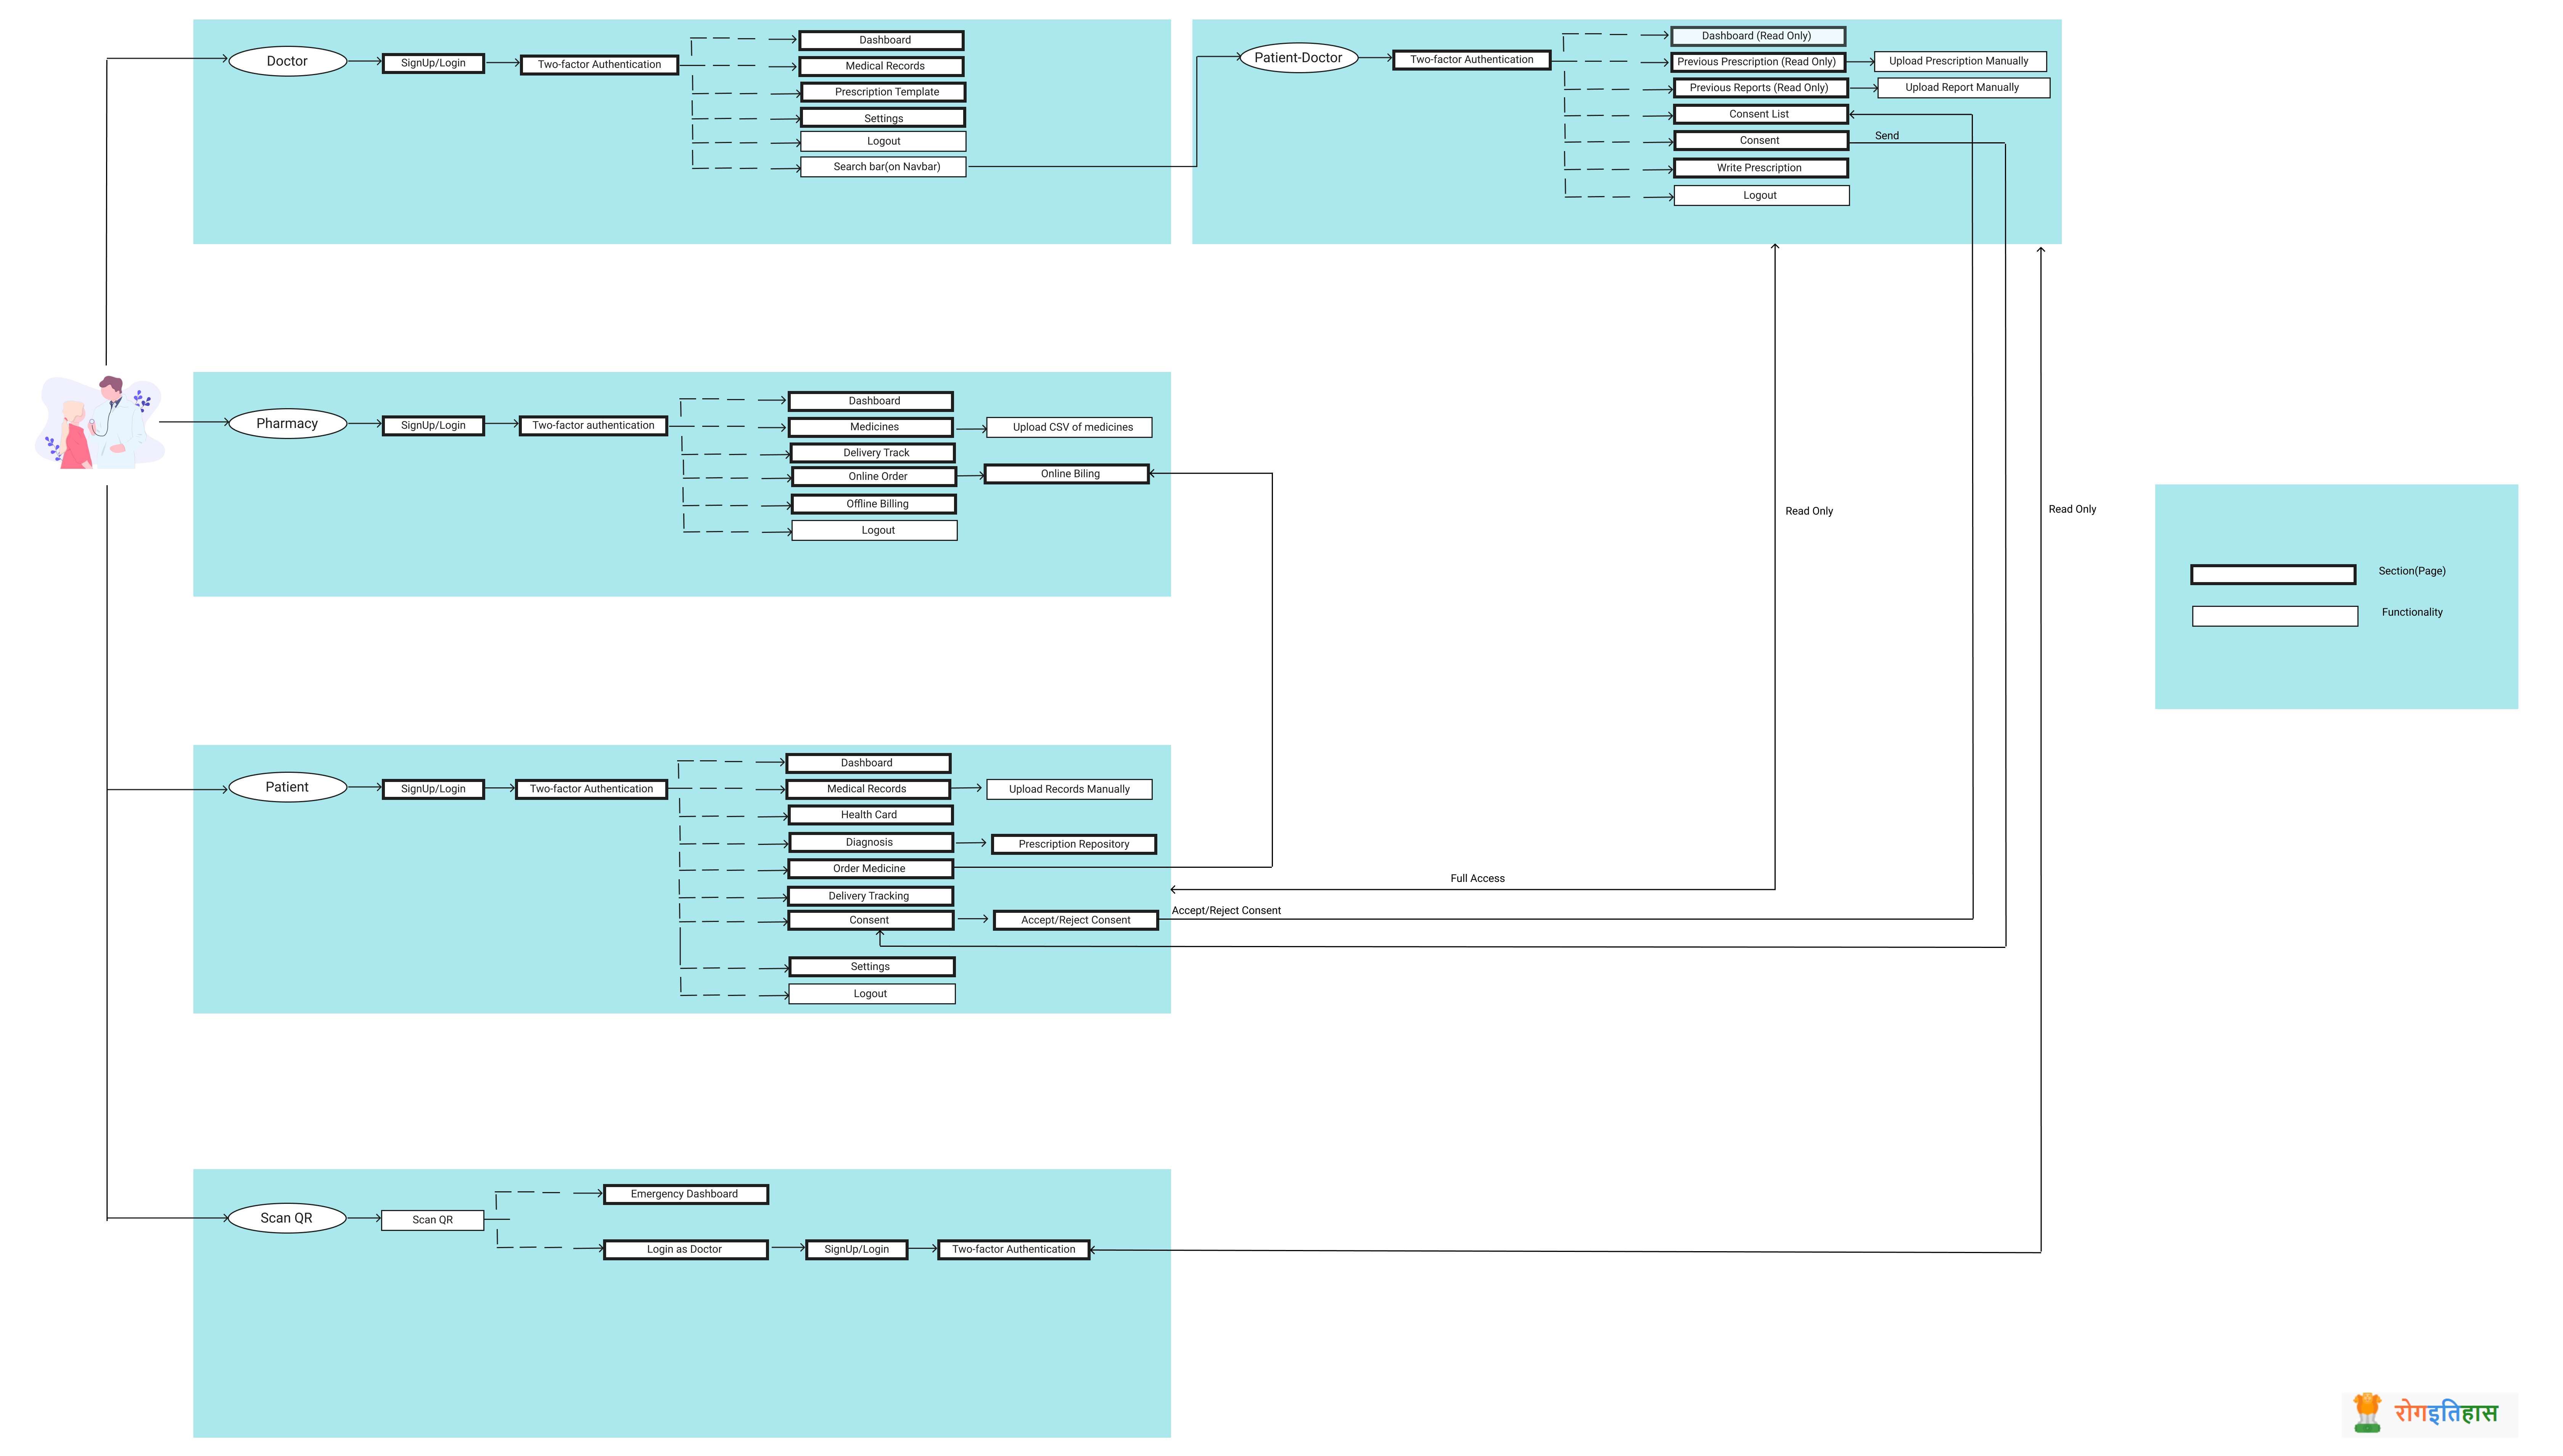 Doctor
SignUp/Login
Two-factor Authentication
Dashboard
Medical Records
Prescription Template
Settings
Logout
Search bar(on Navbar)
Patient-Doctor
Two-factor Authentication
Dashboard (Read Only)
Previous Prescription (Read Only)
Upload Prescription Manually
Previous Reports (Read Only)
Upload Report Manually
Consent List
Consent
Send
Write Prescription
Logout
Pharmacy
SignUp/Login
Two-factor authentication
Dashboard
Medicines
Upload CSV of medicines
Delivery Track
Online Order
Online Biling
Offline Billing
Logout
Read Only
Read Only
Section(Page)
Functionality
Patient
SignUp/Login
Two-factor Authentication
Dashboard
Medical Records
Upload Records Manually
Health Card
Diagnosis
Prescription Repository
Order Medicine
Delivery Tracking
Full Access
Consent
Accept/Reject Consent
Accept/Reject Consent
Settings
Logout
Scan QR
Scan QR
Emergency Dashboard
Login as Doctor
SignUp/Login
Two-factor Authentication
रोगइतिहास